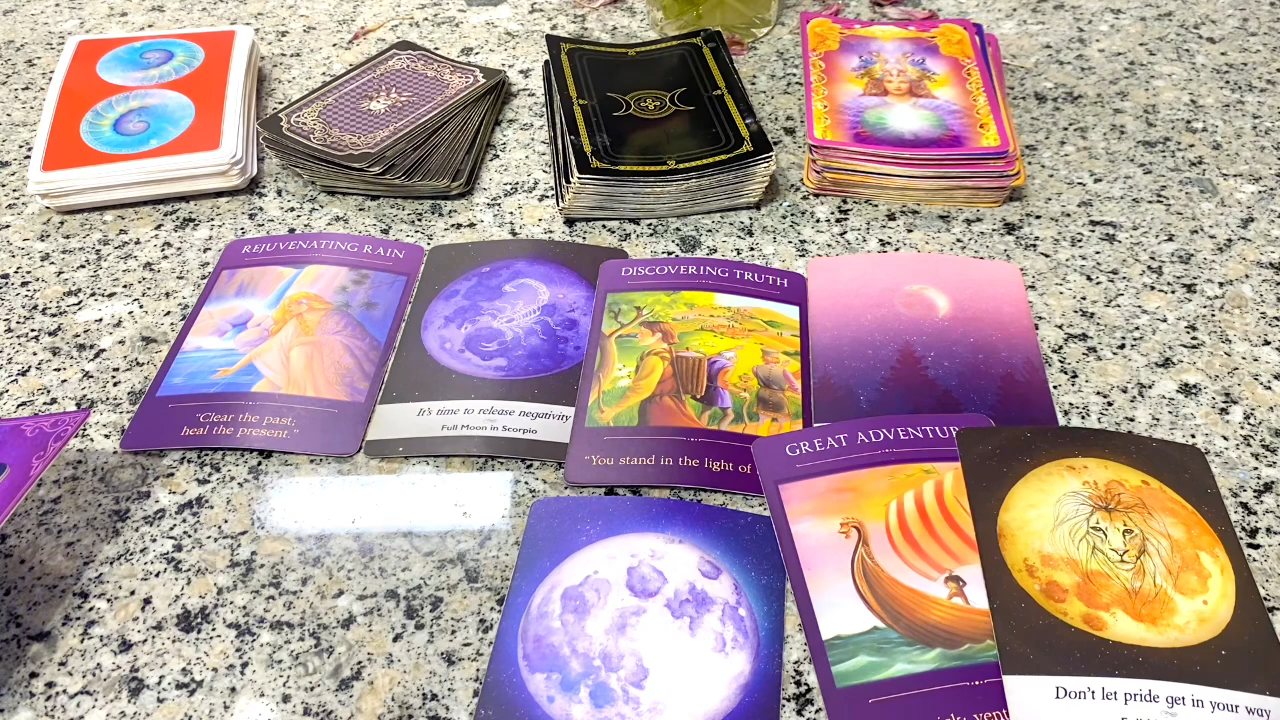 REJUVENATING RAIN
"Clear the past;
heal the present."
It's time to release negativity
Full Moon in Scorpio
DISCOVERING TRUTH
"You stand in the light of
GREAT ADVENTUR
Don't let pride get in your way